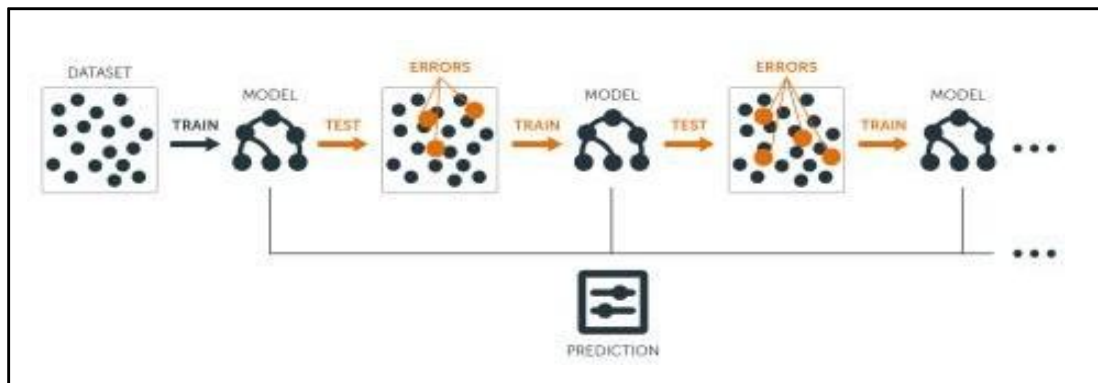 DATASET
MODEL
ERRORS
MODEL
ERRORS
MODEL
TRAIN
TEST
TRAIN
TEST
TRAIN
PREDICTION